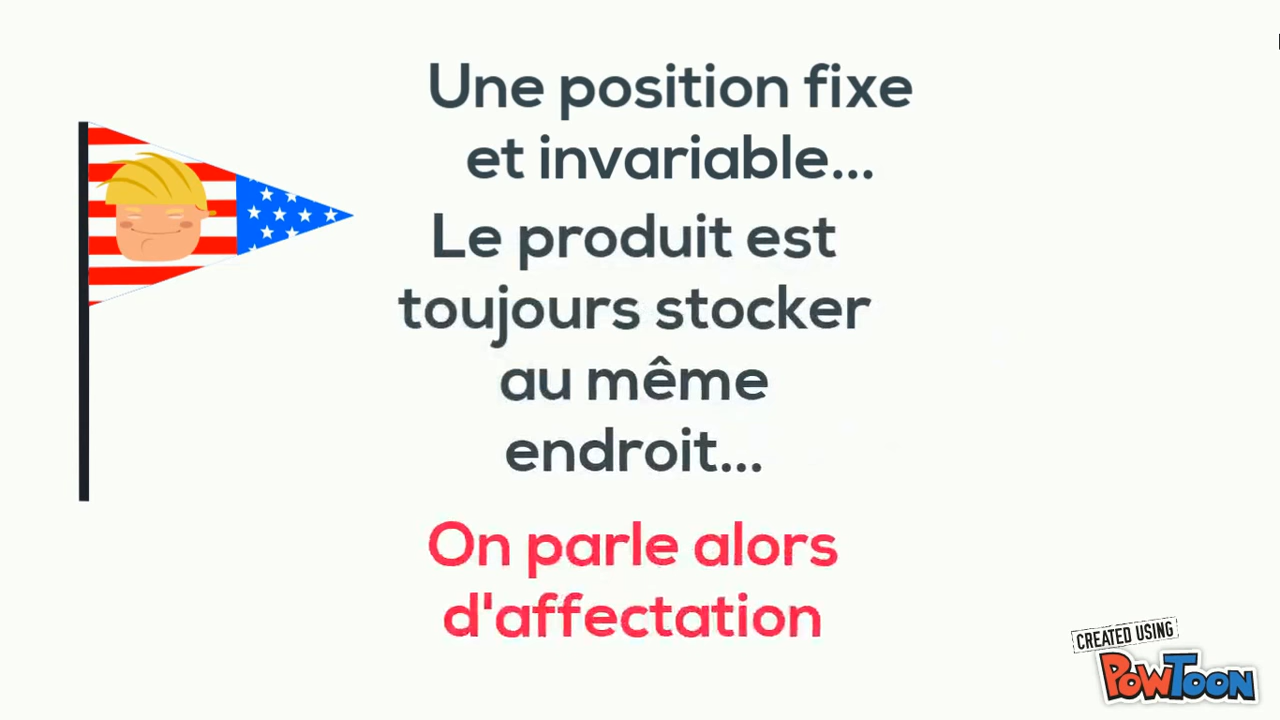 Une position fixe
et invariable...
Le produit est
toujours stocker
au même
endroit...
On parle alors
d'affectation
CREATED USING
POWTOON